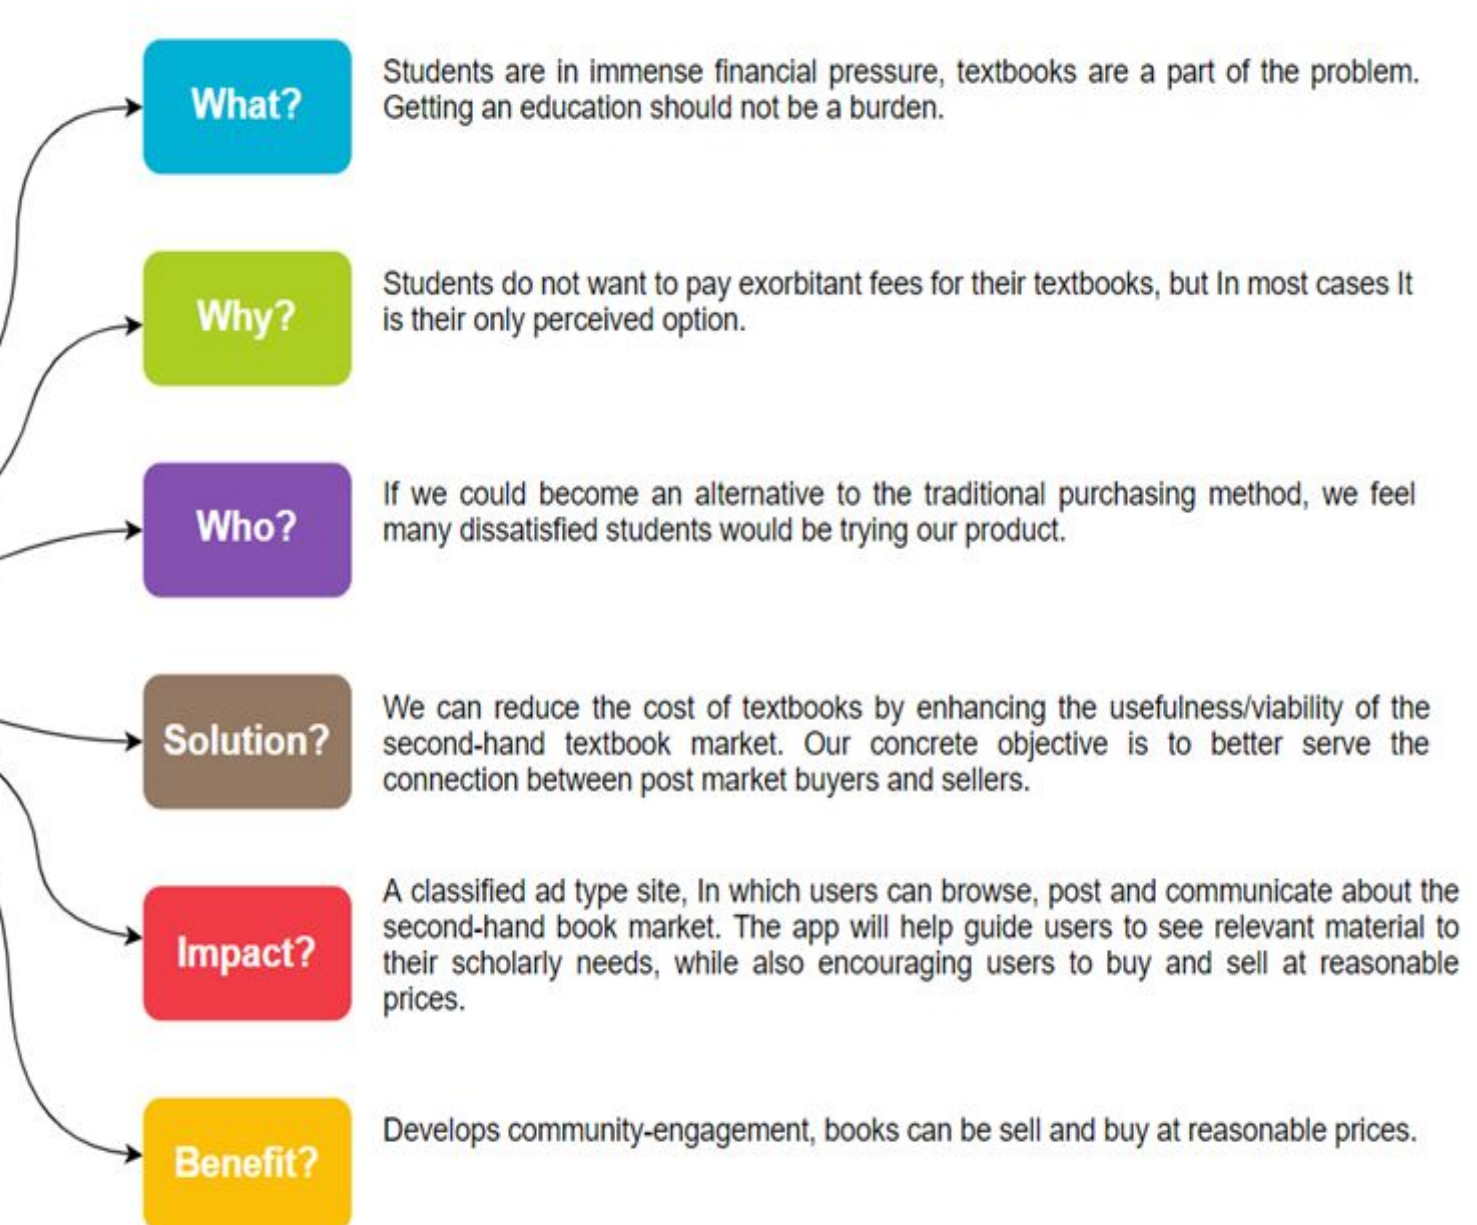 What?
Students are in immense financial pressure, textbooks are a part of the problem.
Getting an education should not be a burden.
Why?
Students do not want to pay exorbitant fees for their textbooks, but In most cases It
is their only perceived option.
Who?
If we could become an alternative to the traditional purchasing method, we feel
many dissatisfied students would be trying our product.
Solution?
We can reduce the cost of textbooks by enhancing the usefulness/viability of the
second-hand textbook market. Our concrete objective is to better serve the
connection between post market buyers and sellers.
Impact?
A classified ad type site, In which users can browse, post and communicate about the
second-hand book market. The app will help guide users to see relevant material to
their scholarly needs, while also encouraging users to buy and sell at reasonable
prices.
Benefit?
Develops community-engagement, books can be sell and buy at reasonable prices.